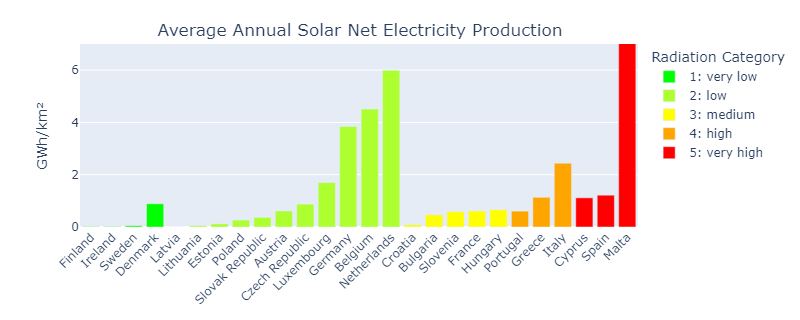 Average Annual Solar Net Electricity Production
Radiation Category
1: very low
2: low
3: medium
4: high
5: very high
GWh/km²
6
4
2
0
Finland
Ireland
Sweden
Denmark
Latvia
Lithuania
Estonia
Poland
Slovak Republic
Austria
Czech Republic
Luxembourg
Germany
Belgium
Netherlands
Croatia
Bulgaria
Slovenia
France
Hungary
Portugal
Greece
Italy
Cyprus
Spain
Malta